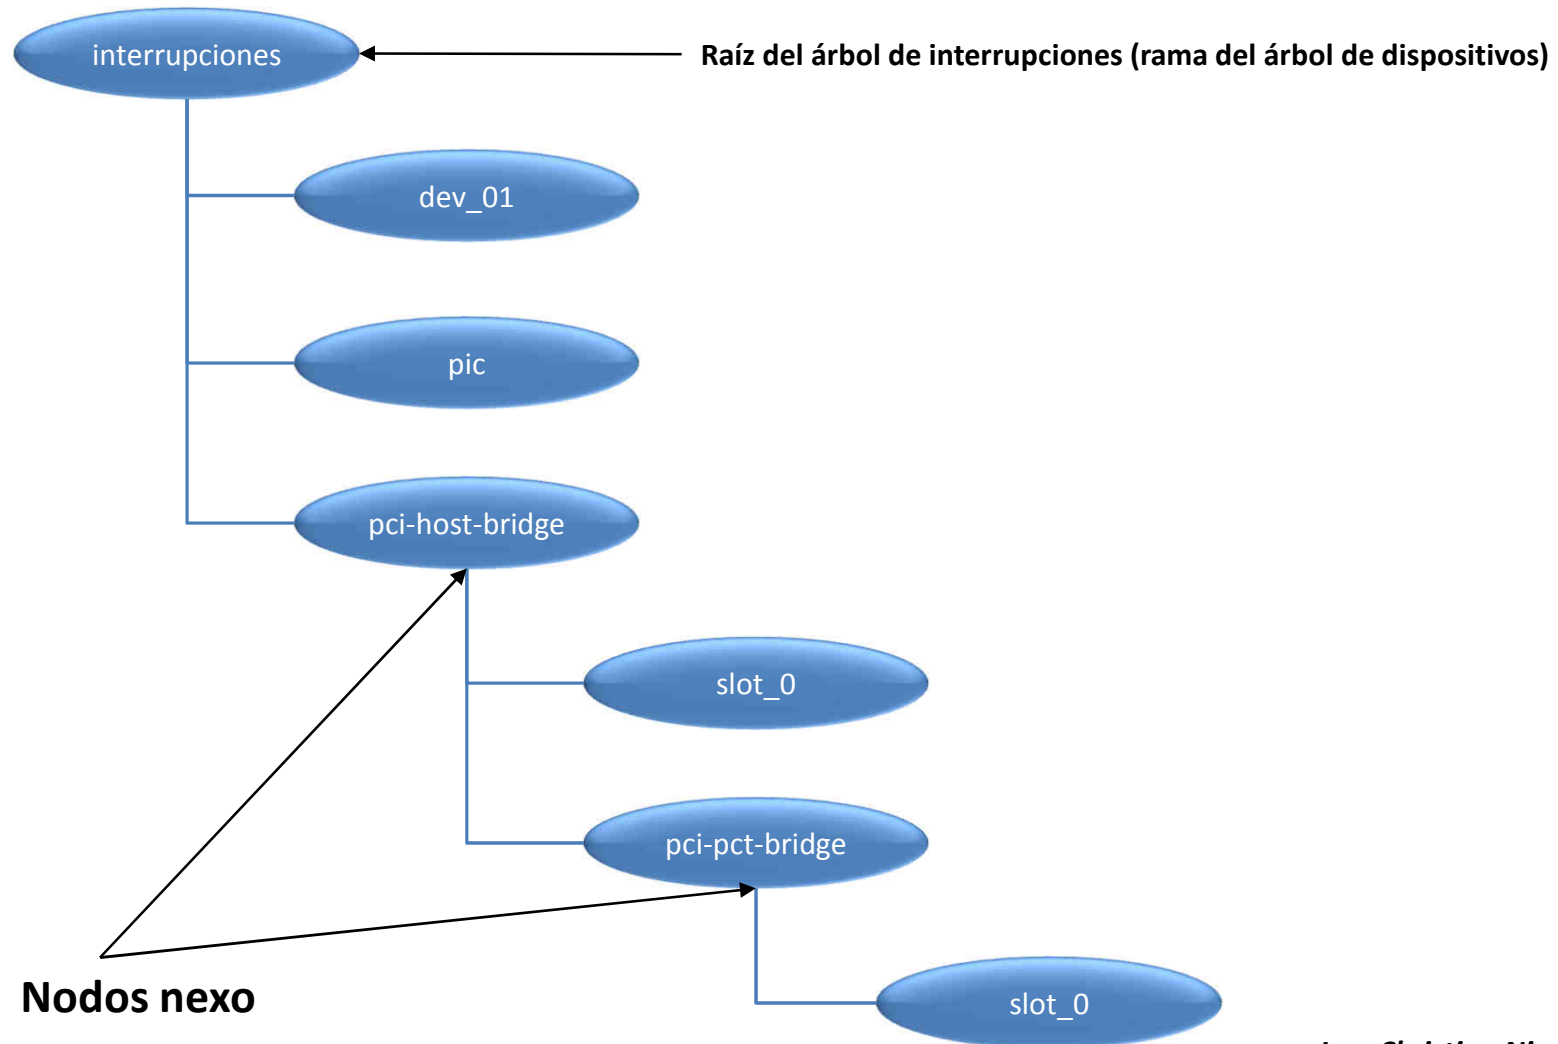 interrupciones
Raíz del árbol de interrupciones (rama del árbol de dispositivos)
dev_01
pic
pci-host-bridge
slot_0
pci-pct-bridge
Nodos nexo
slot_0